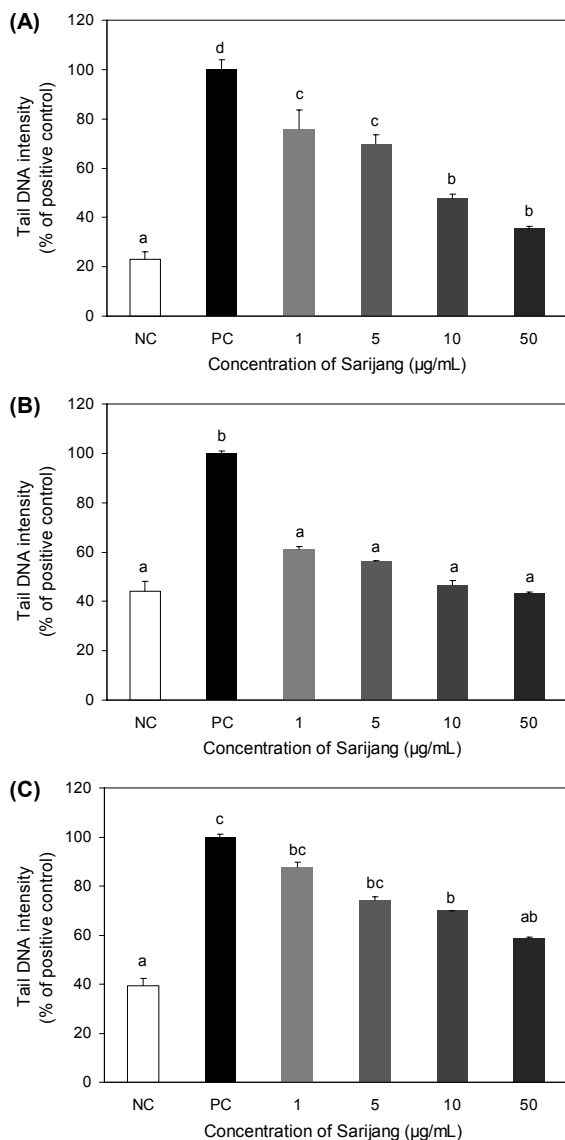 (A)
Tail DNA intensity
(% of positive control)
120
100
80
60
40
20
0
a
d
c
c
b
b
NC PC 1 5 10 50
Concentration of Sarijang (µg/mL)
(B)
Tail DNA intensity
(% of positive control)
120
100
80
60
40
20
0
a
b
a
a
a
a
NC PC 1 5 10 50
Concentration of Sarijang (µg/mL)
(C)
Tail DNA intensity
(% of positive control)
120
100
80
60
40
20
0
a
c
bc
bc
b
ab
NC PC 1 5 10 50
Concentration of Sarijang (µg/mL)